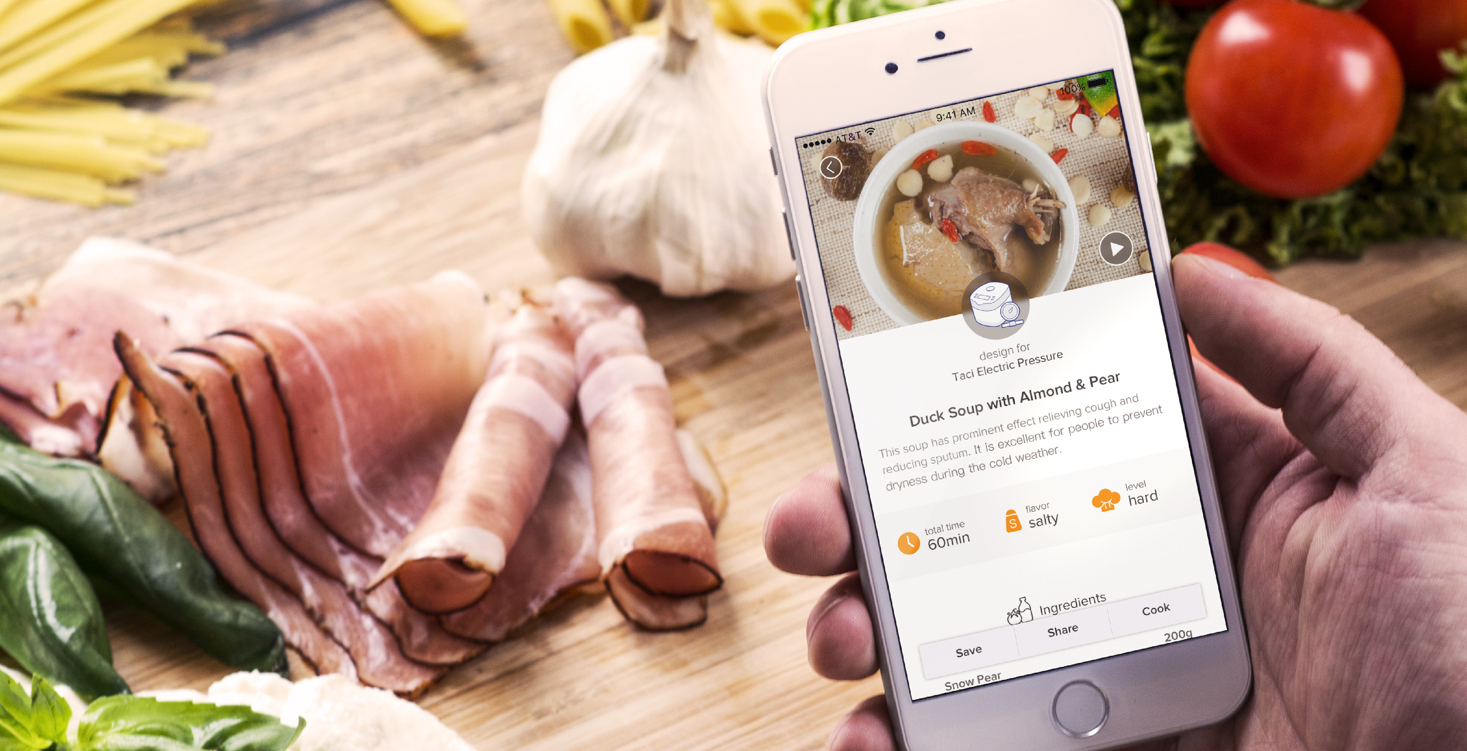 AT&T
9:41 AM
100%
design for
Taci Electric Pressure
Duck Soup with Almond & Pear
This soup has prominent effect relieving cough and
reducing sputum. It is excellent for people to prevent
dryness during the cold weather.
total time
60min
S
flavor
salty
level
hard
Ingredients
Save
Share
Cook
Snow Pear
200g